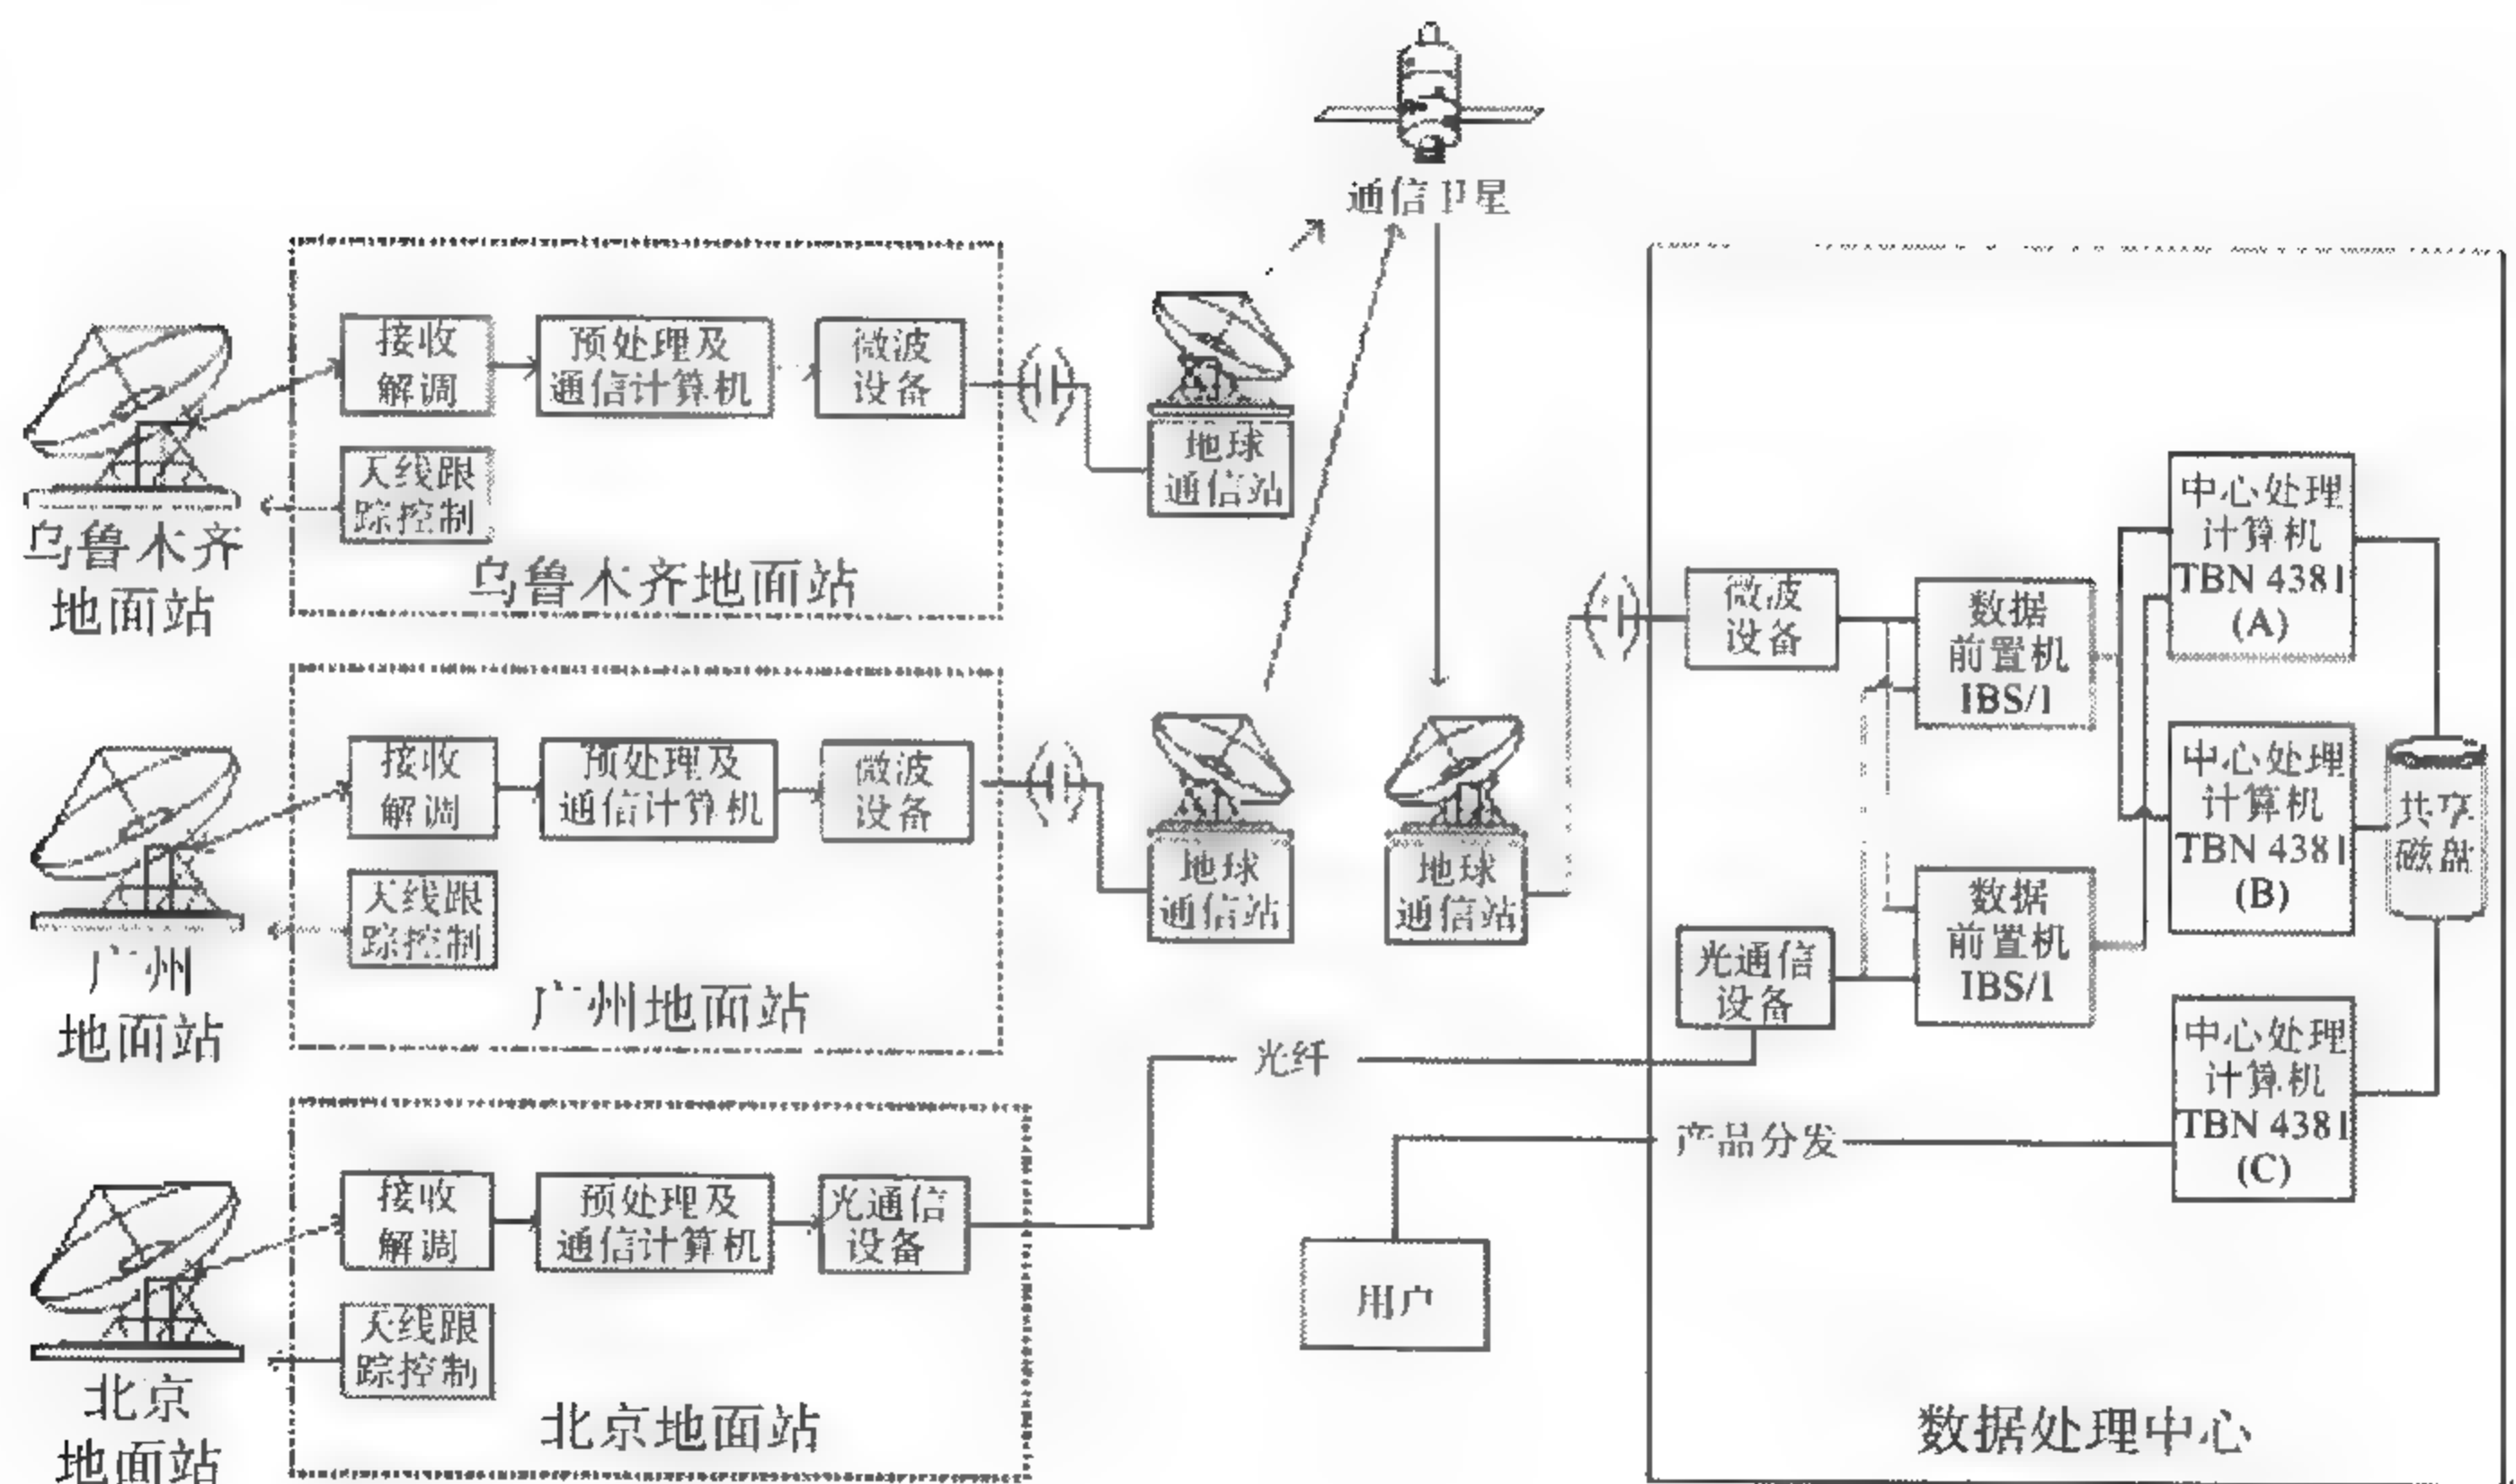 通信卫星
接收
解调
预处理及
通信计算机
微波
设备
天线跟
踪控制
乌鲁木齐
地面站
乌鲁木齐地面站
地球
通信站
接收
解调
预处理及
通信计算机
微波
设备
天线跟
踪控制
广州
地面站
广州地面站
地球
通信站
地球
通信站
接收
解调
预处理及
通信计算机
光通信
设备
天线跟
踪控制
北京
地面站
北京地面站
光纤
产品分发
用户
微波
设备
数据
前置机
IBS/1
光通信
设备
数据
前置机
IBS/1
中心处理
计算机
TBN 4381
(A)
中心处理
计算机
TBN 4381
(B)
共享
磁盘
中心处理
计算机
TBN 4381
(C)
数据处理中心